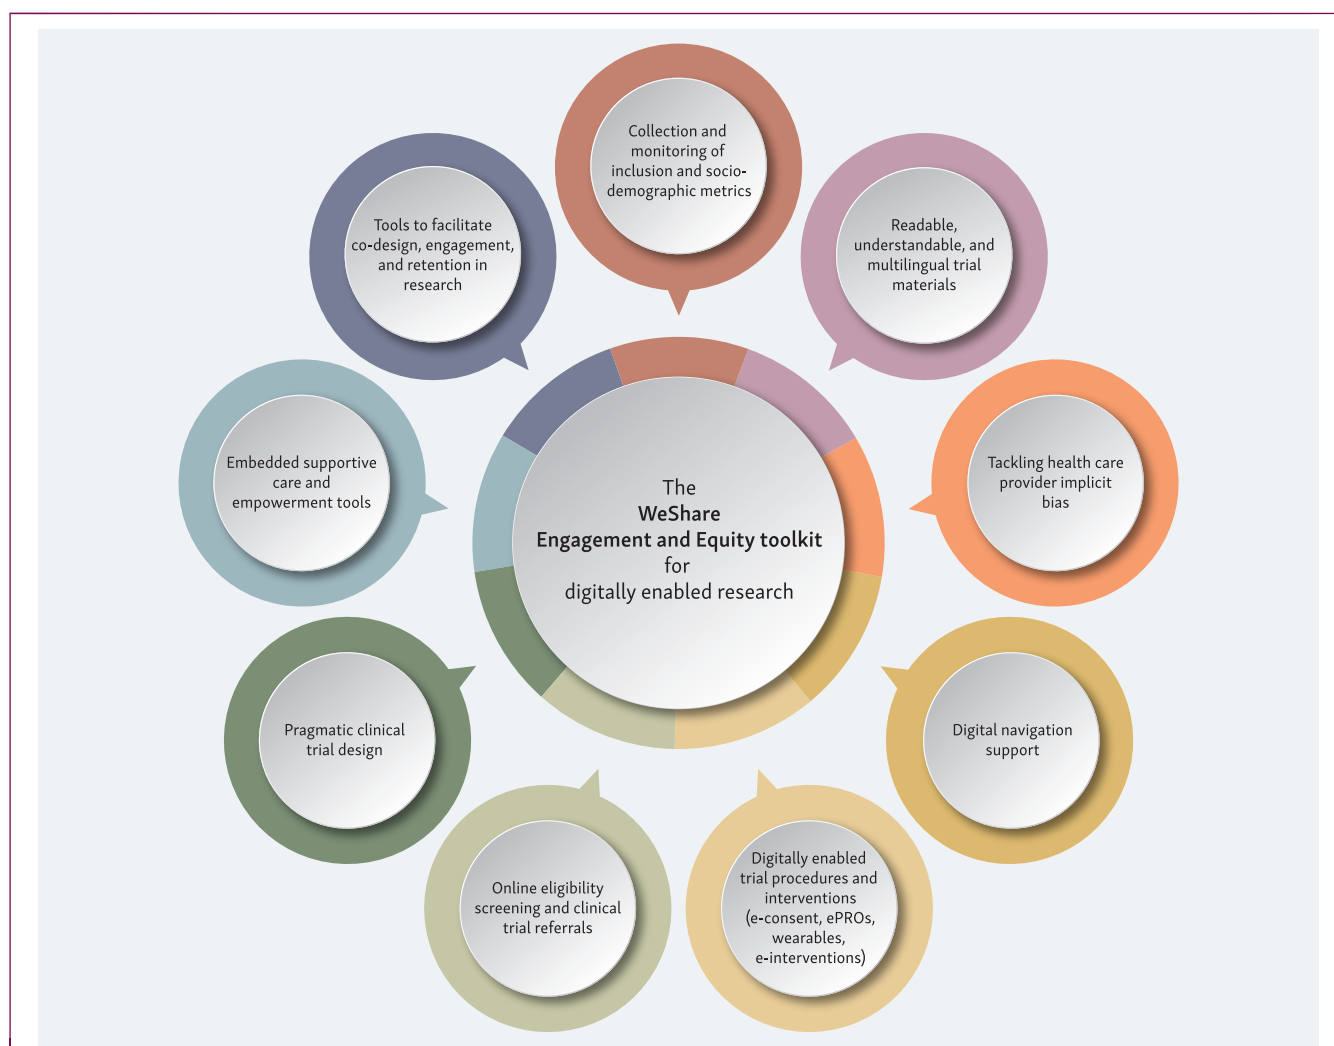 Collection and
monitoring of
inclusion and socio-
demographic metrics
Readable,
understandable, and
multilingual trial
materials
Tackling health care
provider implicit
bias
Digital navigation
support
Digitally enabled
trial procedures and
interventions
(e-consent, ePROs,
wearables,
e-interventions)
Online eligibility
screening and clinical
trial referrals
Pragmatic clinical
trial design
Embedded supportive
care and
empowerment tools
Tools to facilitate
co-design, engagement,
and retention in
research
The
WeShare
Engagement and Equity toolkit
for
digitally enabled research